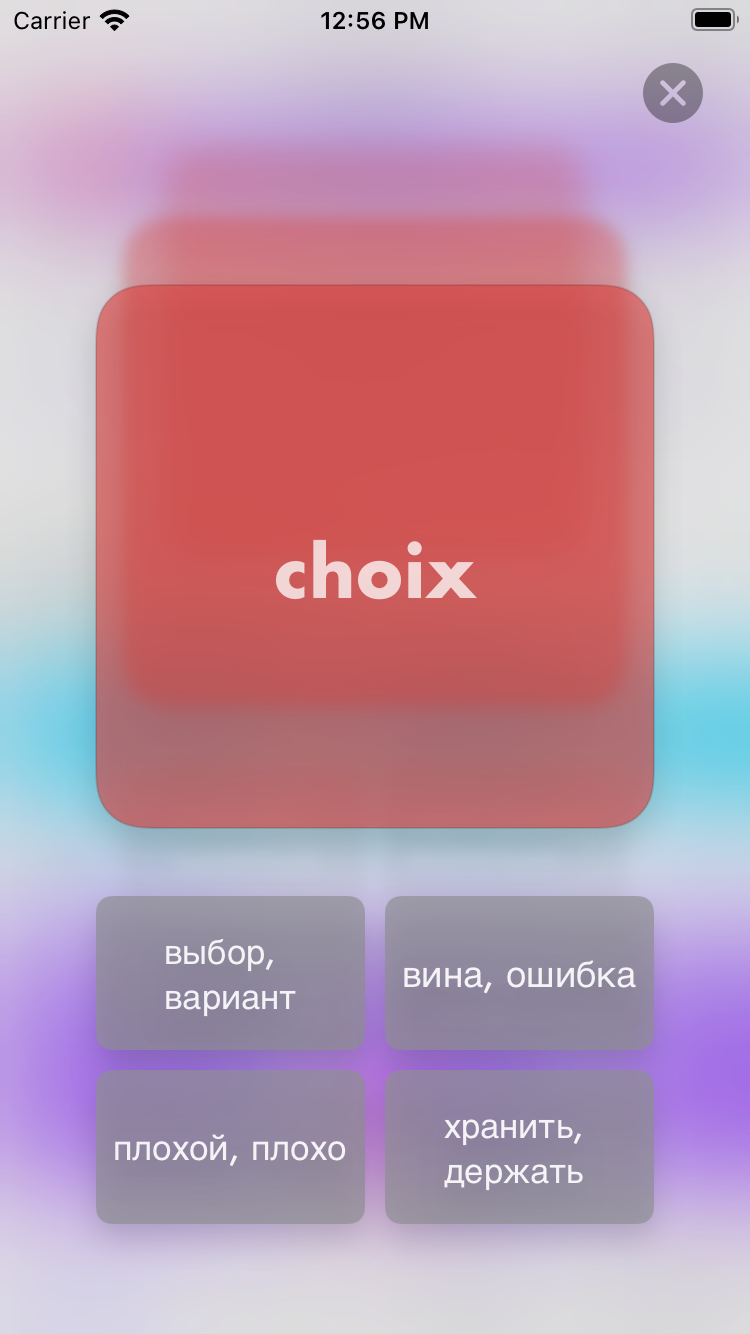 Carrier
12:56 PM
choix
выбор,
вариант
вина, ошибка
плохой, плохо
хранить,
держать